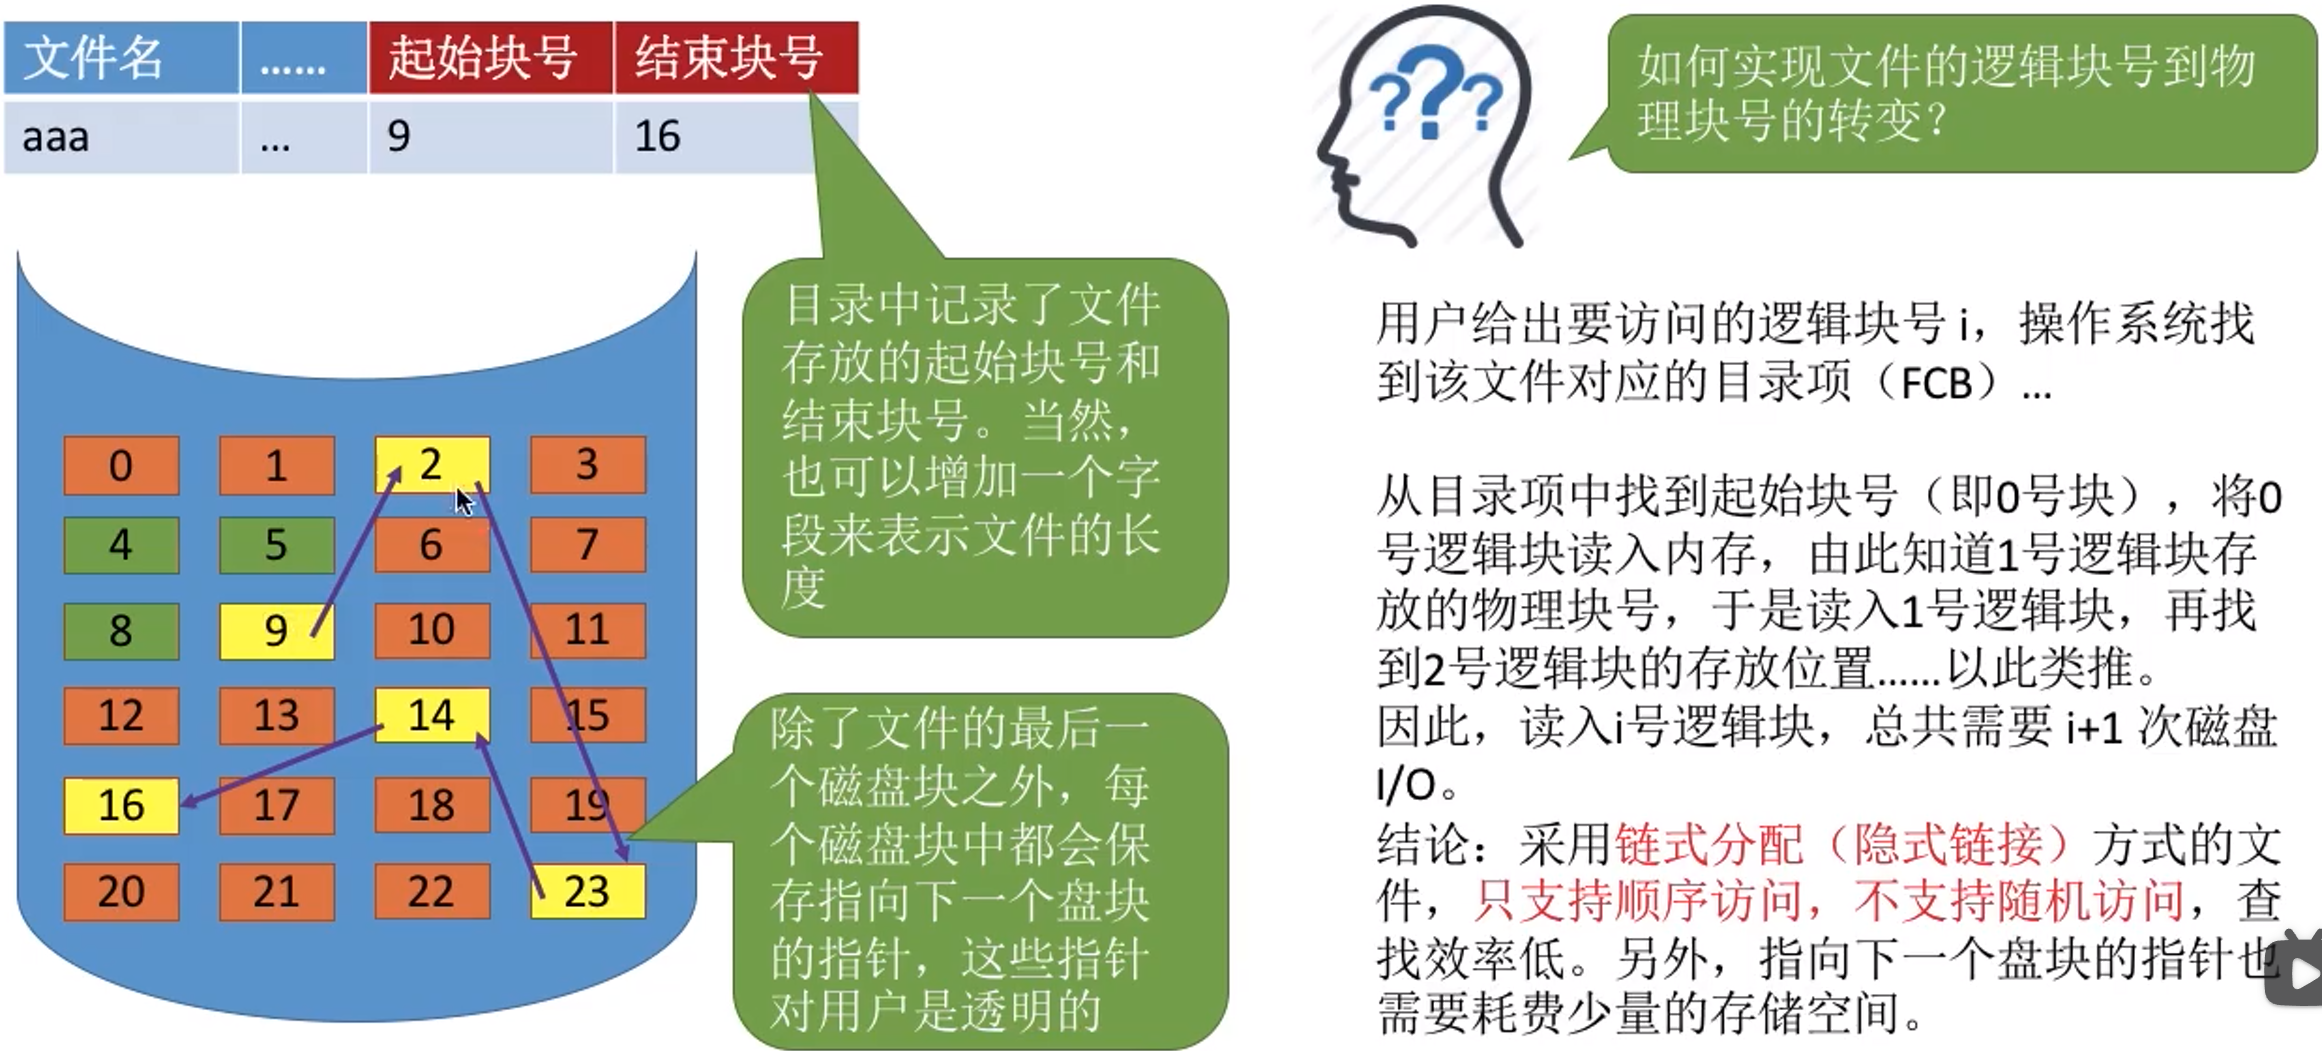 文件名 …… 起始块号 结束块号
aaa … 9 16
目录中记录了文件
存放的起始块号和
结束块号。当然，
也可以增加一个字
段来表示文件的长
度
0 1 2 3
4 5 6 7
8 9 10 11
12 13 14 15
16 17 18 19
20 21 22 23
除了文件的最后一
个磁盘块之外，每
个磁盘块中都会保
存指向下一个盘块
的指针，这些指针
对用户是透明的
???
如何实现文件的逻辑块号到物
理块号的转变？
用户给出要访问的逻辑块号 i，操作系统找
到该文件对应的目录项（FCB）…
从目录项中找到起始块号（即0号块），将0
号逻辑块读入内存，由此知道1号逻辑块存
放的物理块号，于是读入1号逻辑块，再找
到2号逻辑块的存放位置……以此类推。
因此，读入i号逻辑块，总共需要 i+1 次磁盘
I/O。
结论：采用链式分配（隐式链接）方式的文
件，只支持顺序访问，不支持随机访问，查
找效率低。另外，指向下一个盘块的指针也
需要耗费少量的存储空间。